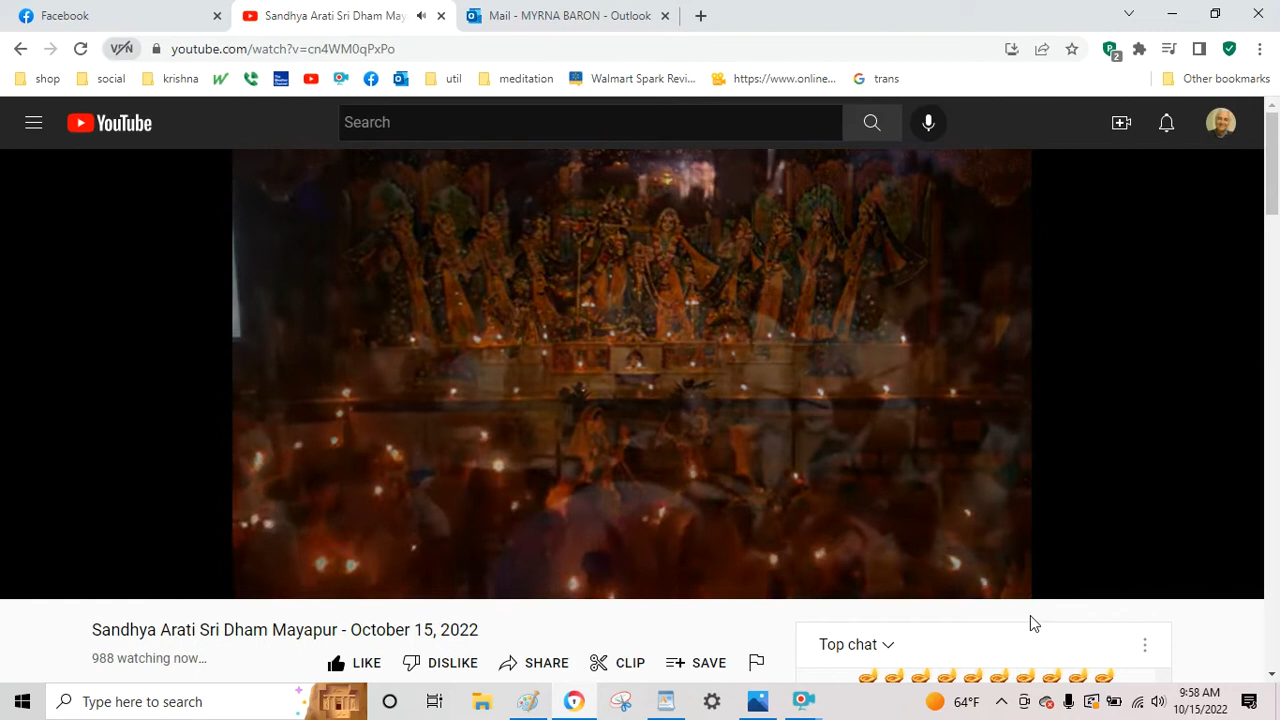 Facebook
Sandhya Arati Sri Dham May
Mail - MYRNA BARON - Outlook
VPN
youtube.com/watch?v=cn4WM0qPxPo
2
shop
social
krishna
util
meditation
Walmart Spark Revi...
https://www.online...
trans
Other bookmarks
YouTube
Search
Sandhya Arati Sri Dham Mayapur - October 15, 2022
988 watching now...
LIKE
DISLIKE
SHARE
CLIP
SAVE
Top chat
Type here to search
64°F
9:58 AM
10/15/2022